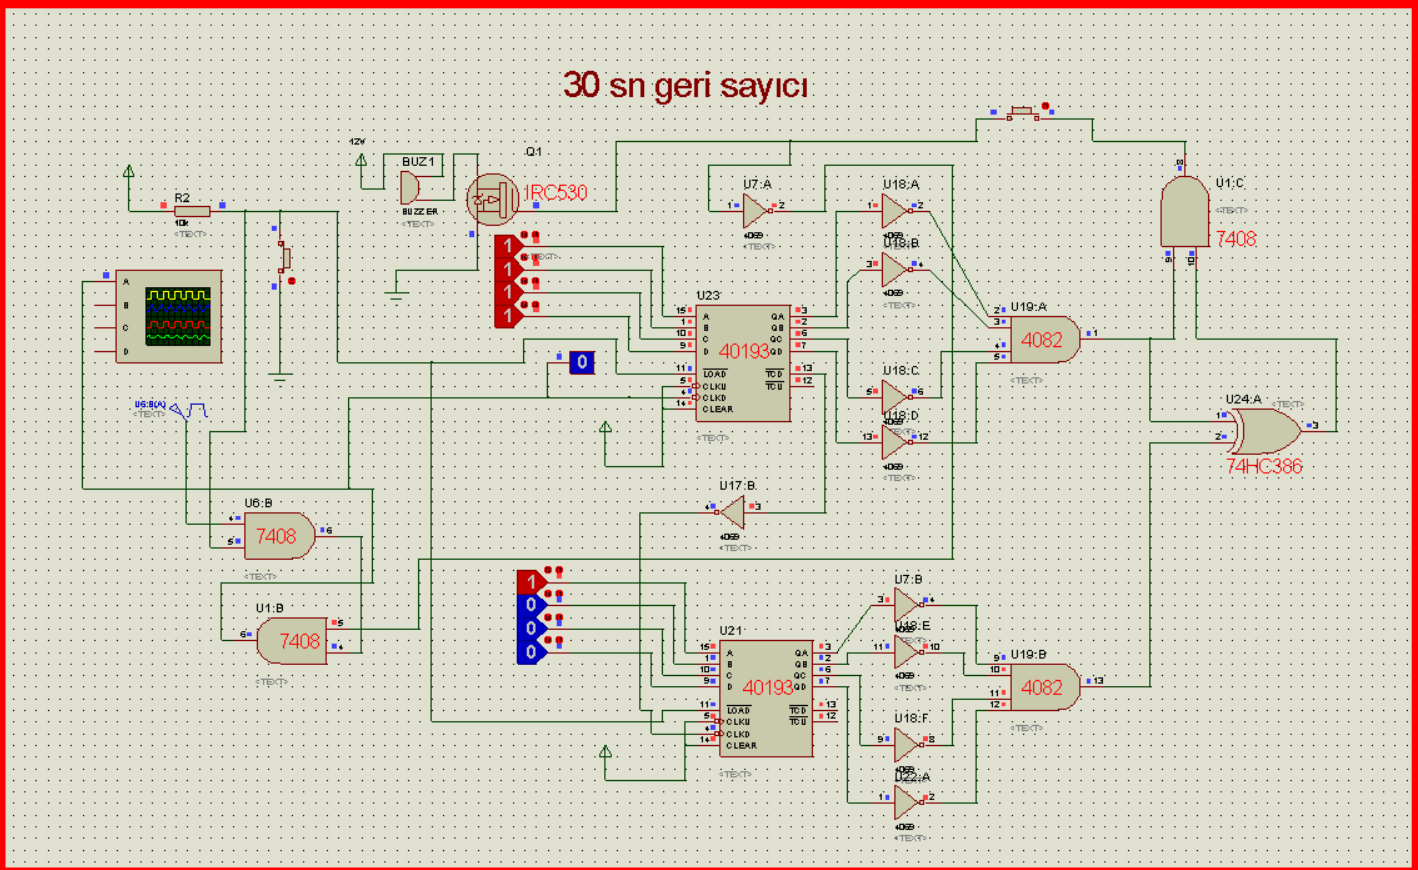 30 sn geri sayıcı
12V
R2
10k
<TEXT>
BUZ1
BUZZER
<TEXT>
Q1
IRC530
<TEXT>
A
B
C
D
U6:B(A)
<TEXT>
1
1
1
1
0
U23
40193
15
1
10
9
11
5
4
14
A
B
C
D
LOAD
CLKU
CLKD
CLEAR
QA
QB
QC
QD
TCD
TCU
3
2
6
7
13
12
<TEXT>
U7:A
1
2
4069
<TEXT>
U18:A
1
2
4069
U18:B
3
4
4069
<TEXT>
U18:C
5
6
4069
U18:D
13
12
4069
<TEXT>
U19:A
2
3
4
5
4082
1
<TEXT>
U1:C
8
<TEXT>
7408
9
10
U24:A
<TEXT>
1
2
3
74HC386
U17:B
4
3
4069
<TEXT>
U6:B
4
5
7408
6
<TEXT>
U1:B
6
7408
5
4
<TEXT>
1
0
0
0
U21
40193
15
1
10
9
11
5
4
14
A
B
C
D
LOAD
CLKU
CLKD
CLEAR
QA
QB
QC
QD
TCD
TCU
3
2
6
7
13
12
<TEXT>
U7:B
3
4
4069
U18:E
11
10
4069
<TEXT>
U18:F
9
8
4069
U22:A
1
2
4069
<TEXT>
U19:B
9
10
11
12
4082
13
<TEXT>